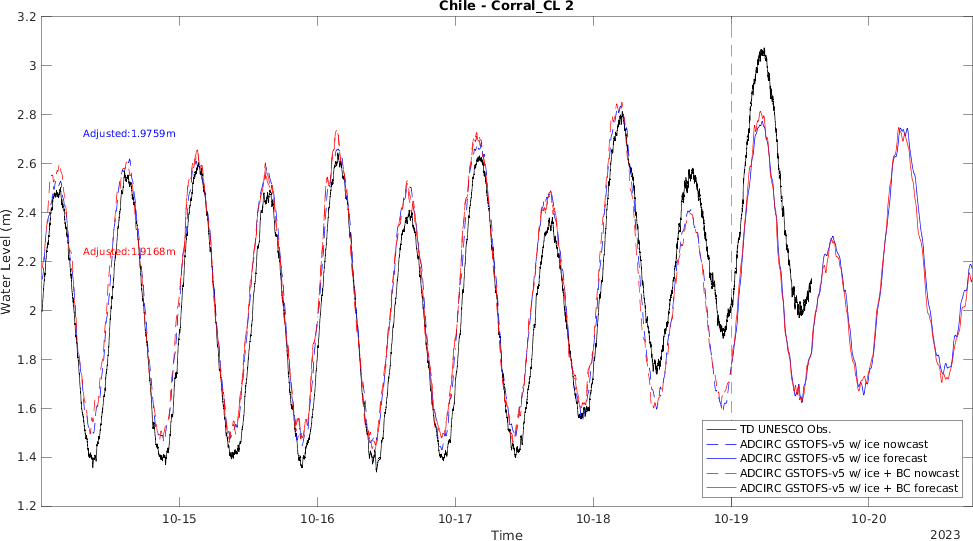 Chile - Corral_CL 2
3.2
3
2.8
2.6
2.4
2.2
2
1.8
1.6
1.4
1.2
Water Level (m)
Adjusted:1.9759m
Adjusted:1.9168m
TD UNESCO Obs.
ADCIRC GSTOFS-v5 w/ ice nowcast
ADCIRC GSTOFS-v5 w/ ice forecast
ADCIRC GSTOFS-v5 w/ ice + BC nowcast
ADCIRC GSTOFS-v5 w/ ice + BC forecast
10-15 10-16 10-17 10-18 10-19 10-20
Time
2023